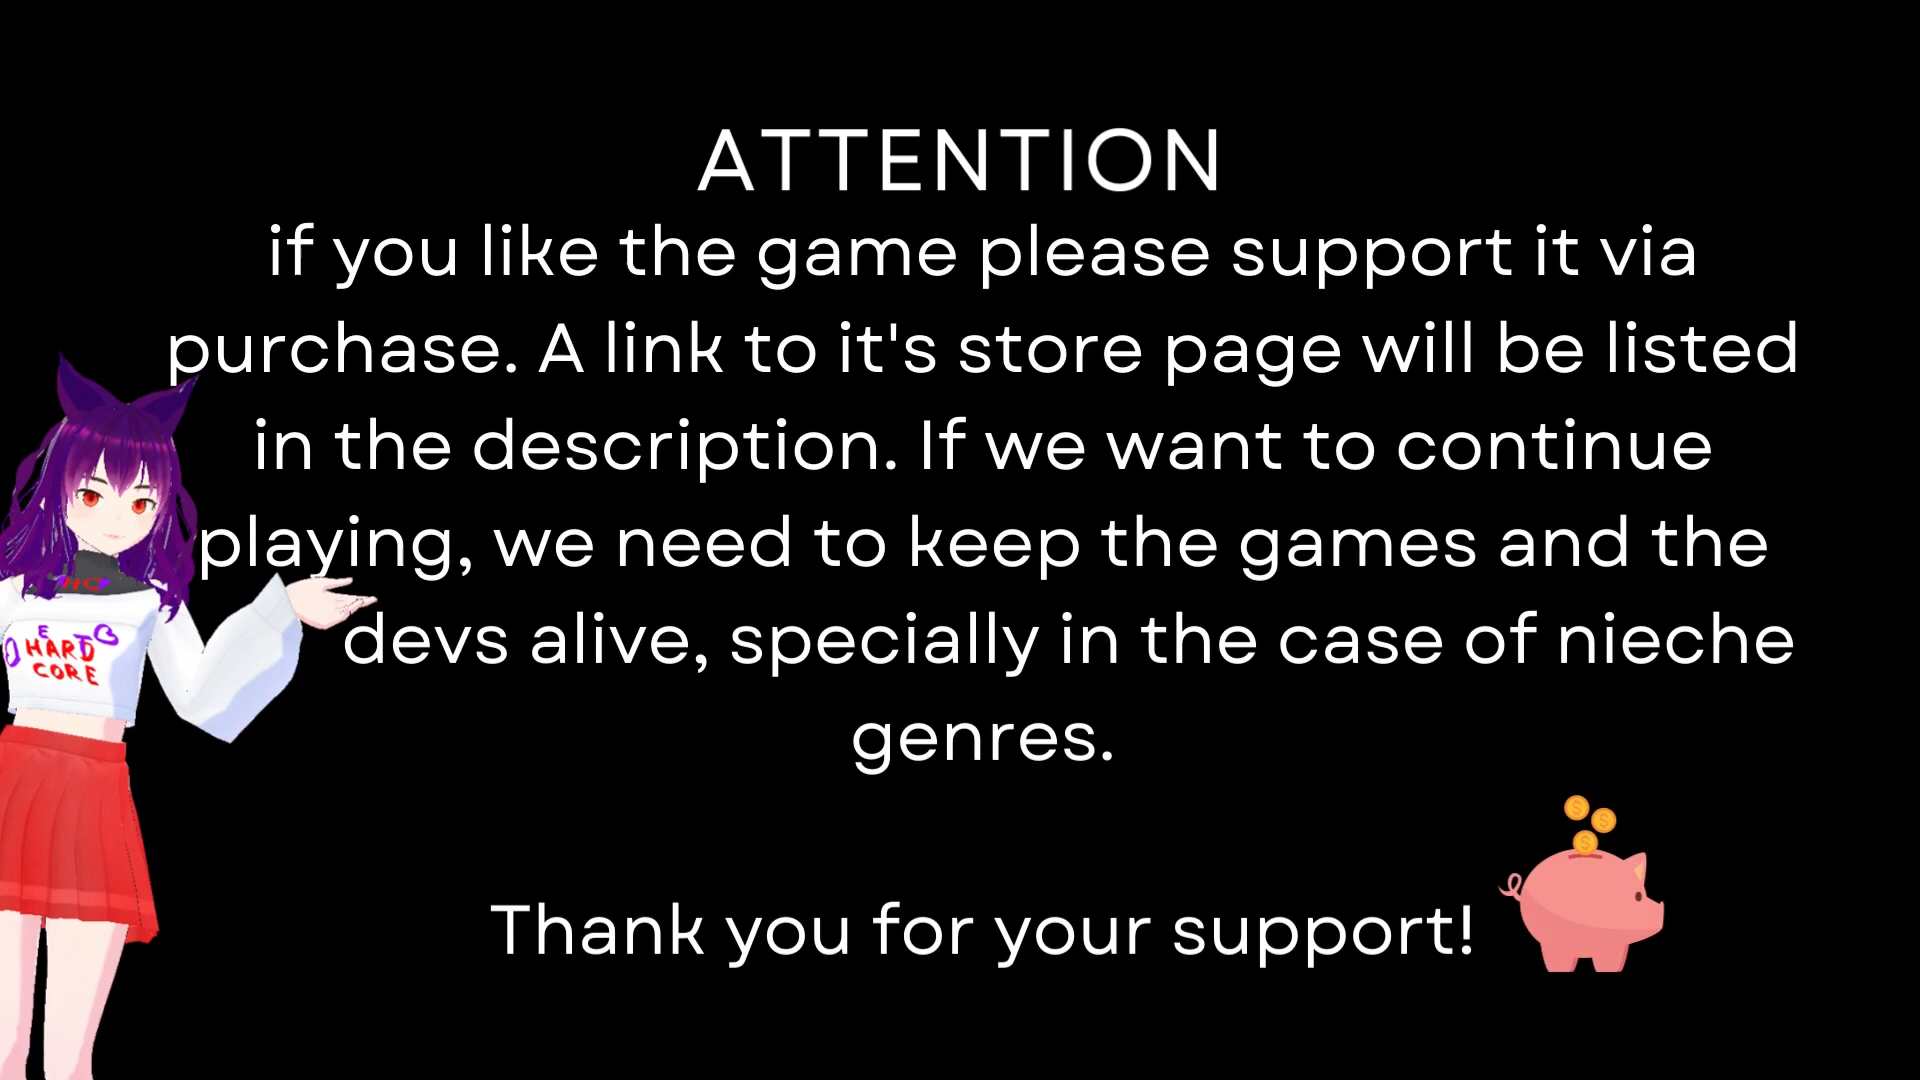 ATTENTION
if you like the game please support it via
purchase. A link to it's store page will be listed
in the description. If we want to continue
playing, we need to keep the games and the
devs alive, specially in the case of nieche
genres.
Thank you for your support!
HC
HARD
CORE